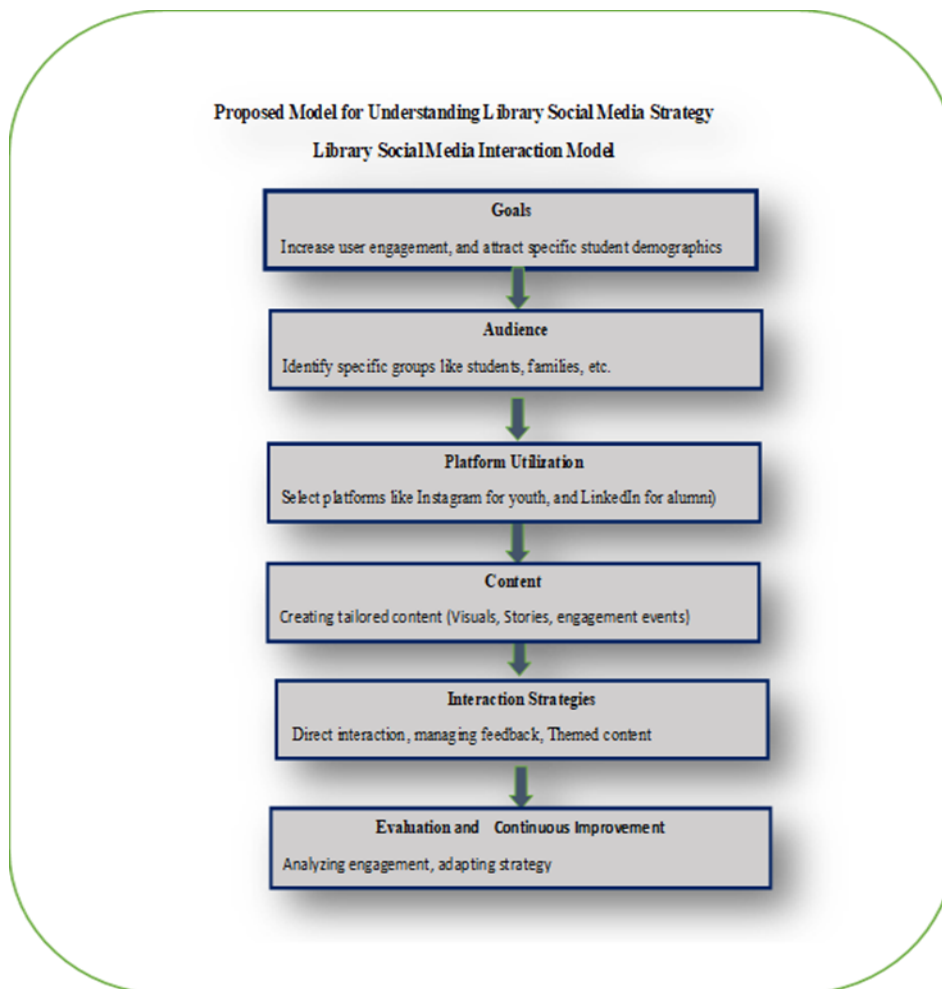 Proposed Model for Understanding Library Social Media Strategy
Library Social Media Interaction Model
Goals
Increase user engagement, and attract specific student demographics
Audience
Identify specific groups like students, families, etc.
Platform Utilization
Select platforms like Instagram for youth, and LinkedIn for alumni)
Content
Creating tailored content (Visuals, Stories, engagement events)
Interaction Strategies
Direct interaction, managing feedback, Themed content
Evaluation and Continuous Improvement
Analyzing engagement, adapting strategy